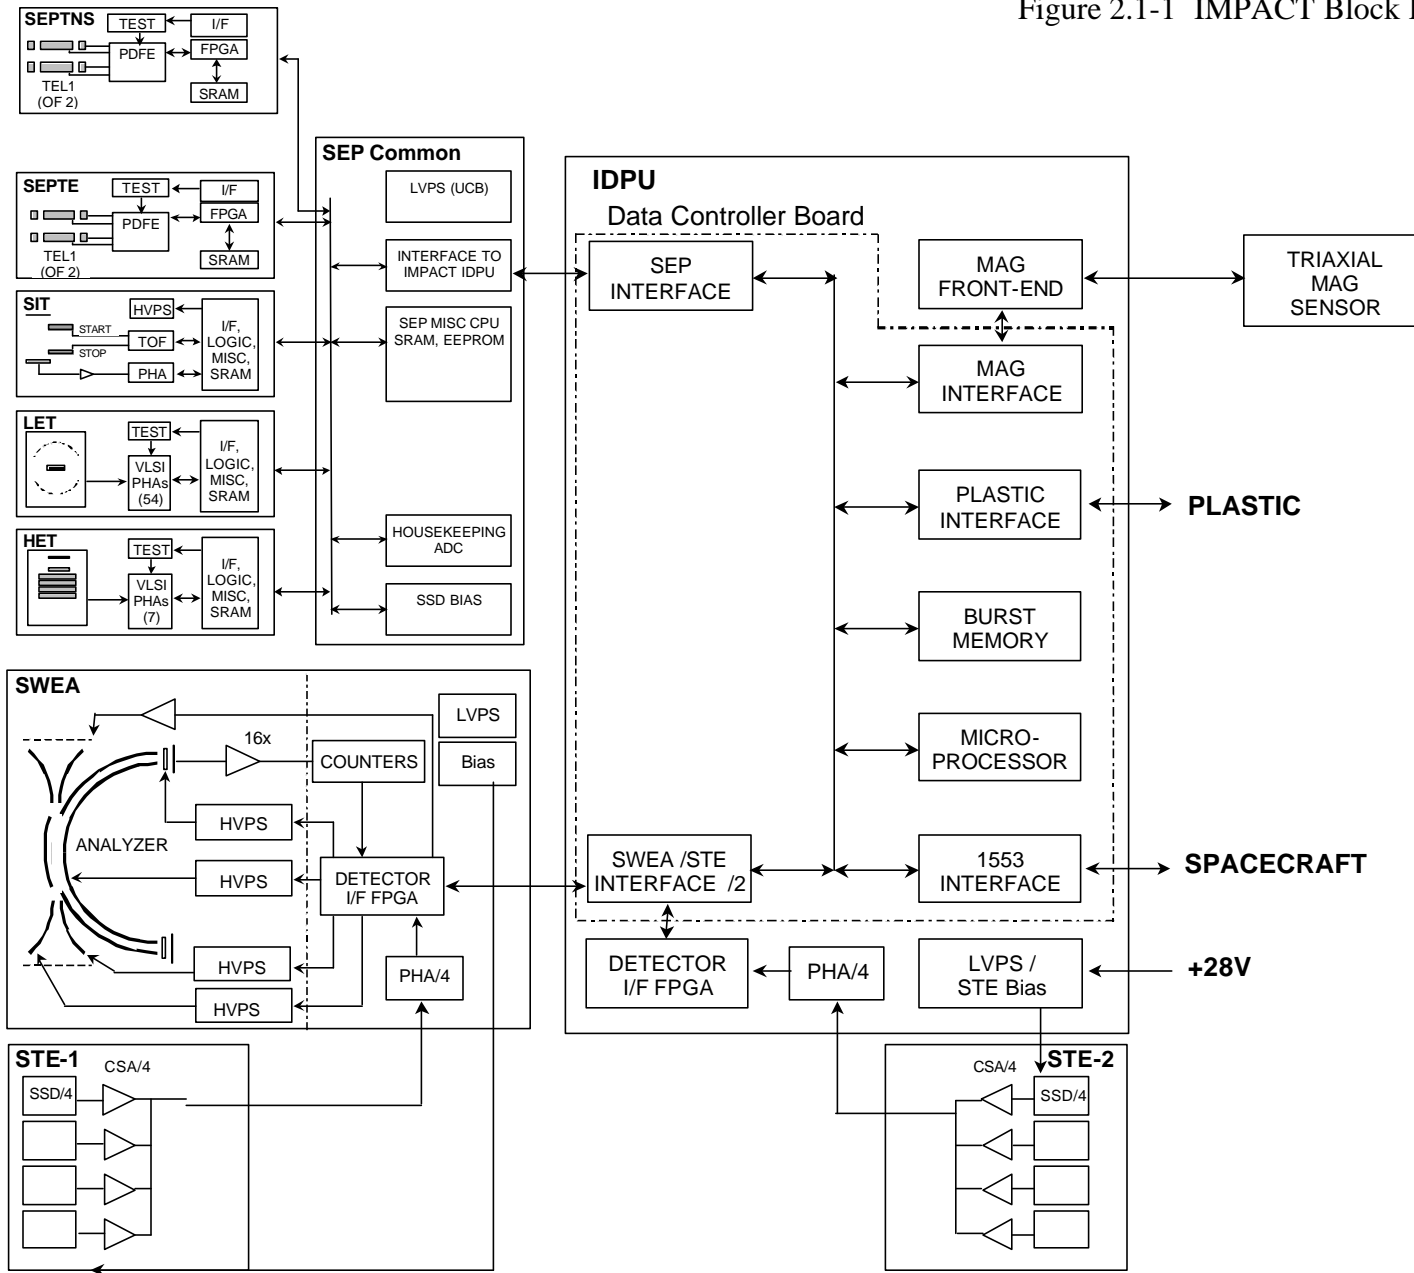 Figure 2.1-1 IMPACT Block
SEPTNS
TEST
I/F
PDFE
FPGA
SRAM
TEL1
(OF 2)
SEPTE
TEST
I/F
PDFE
FPGA
SRAM
TEL1
(OF 2)
SIT
HVPS
START
TOF
STOP
PHA
I/F,
LOGIC,
MISC,
SRAM
LET
TEST
VLSI
PHAs
(54)
I/F,
LOGIC,
MISC,
SRAM
HET
TEST
VLSI
PHAs
(7)
I/F,
LOGIC,
MISC,
SRAM
SEP Common
LVPS (UCB)
INTERFACE TO
IMPACT IDPU
SEP MISC CPU
SRAM, EEPROM
HOUSEKEEPING
ADC
SSD BIAS
IDPU
Data Controller Board
SEP
INTERFACE
MAG
FRONT-END
TRIAXIAL
MAG
SENSOR
MAG
INTERFACE
PLASTIC
INTERFACE
PLASTIC
BURST
MEMORY
MICRO-
PROCESSOR
SWEA /STE
INTERFACE /2
1553
INTERFACE
SPACECRAFT
DETECTOR
I/F FPGA
PHA/4
LVPS /
STE Bias
+28V
SWEA
LVPS
16x
COUNTERS
Bias
HVPS
ANALYZER
HVPS
DETECTOR
I/F FPGA
HVPS
PHA/4
HVPS
STE-1
CSA/4
SSD/4
STE-2
CSA/4
SSD/4